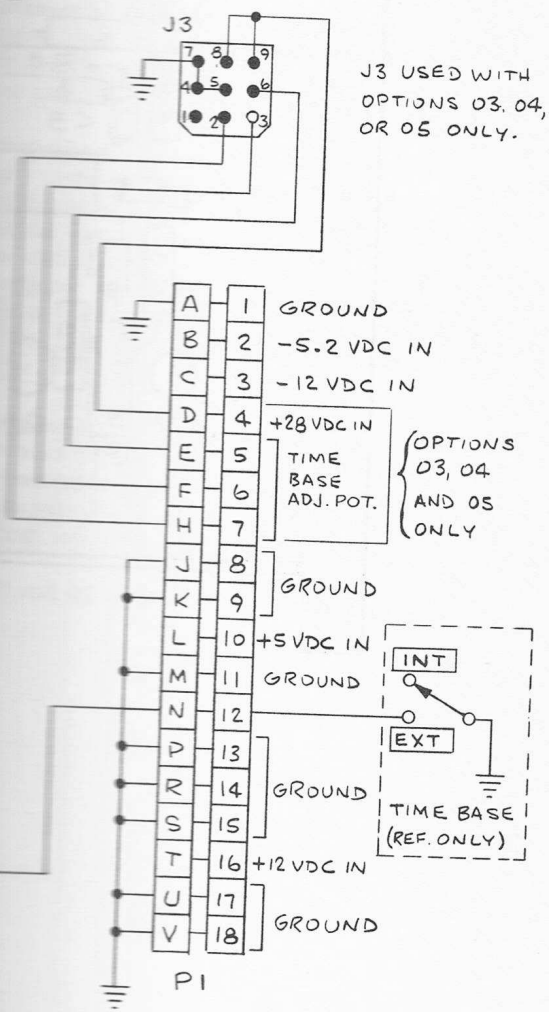 J3
7 8 9
4 5 6
1 2 3
J3 USED WITH
OPTIONS 03. 04,
OR 05 ONLY.
A 1 GROUND
B 2 -5.2 VDC IN
C 3 -12 VDC IN
D 4 +28 VDC IN
E 5
F 6
H 7
TIME
BASE
ADJ. POT.
OPTIONS
03, 04
AND 05
ONLY
J 8
K 9
GROUND
L 10 +5 VDC IN
M 11 GROUND
N 12
P 13
R 14
S 15
GROUND
T 16 +12 VDC IN
U 17
V 18
GROUND
P1
INT
EXT
TIME BASE
(REF. ONLY)